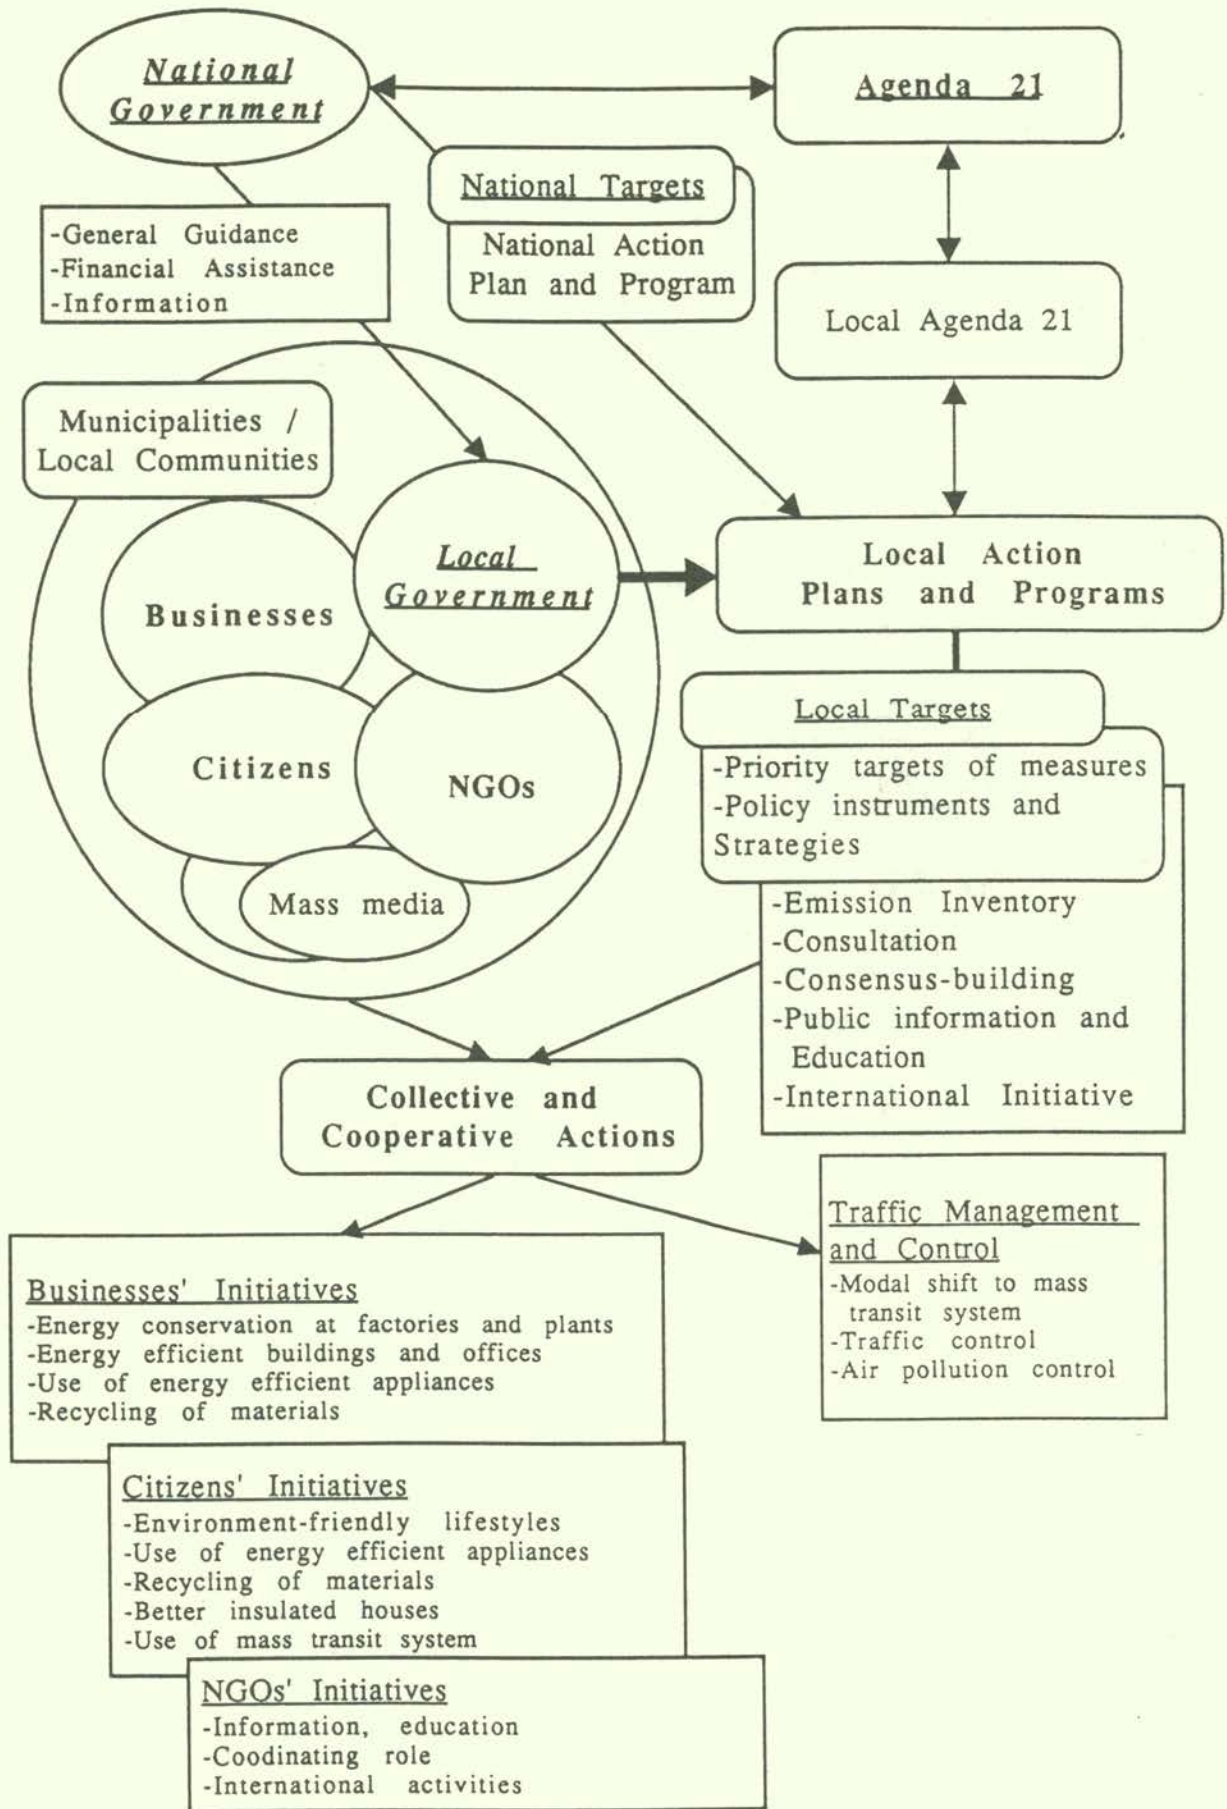 National
Government
Agenda 21
National Targets
National Action
Plan and Program
-General Guidance
-Financial Assistance
-Information
Local Agenda 21
Municipalities /
Local Communities
Local
Government
Businesses
Citizens
NGOs
Mass media
Local Action
Plans and Programs
Local Targets
-Priority targets of measures
-Policy instruments and
Strategies
-Emission Inventory
-Consultation
-Consensus-building
-Public information and
Education
-International Initiative
Collective and
Cooperative Actions
Traffic Management
and Control
-Modal shift to mass
transit system
-Traffic control
-Air pollution control
Businesses' Initiatives
-Energy conservation at factories and plants
-Energy efficient buildings and offices
-Use of energy efficient appliances
-Recycling of materials
Citizens' Initiatives
-Environment-friendly lifestyles
-Use of energy efficient appliances
-Recycling of materials
-Better insulated houses
-Use of mass transit system
NGOs' Initiatives
-Information, education
-Coodinating role
-International activities